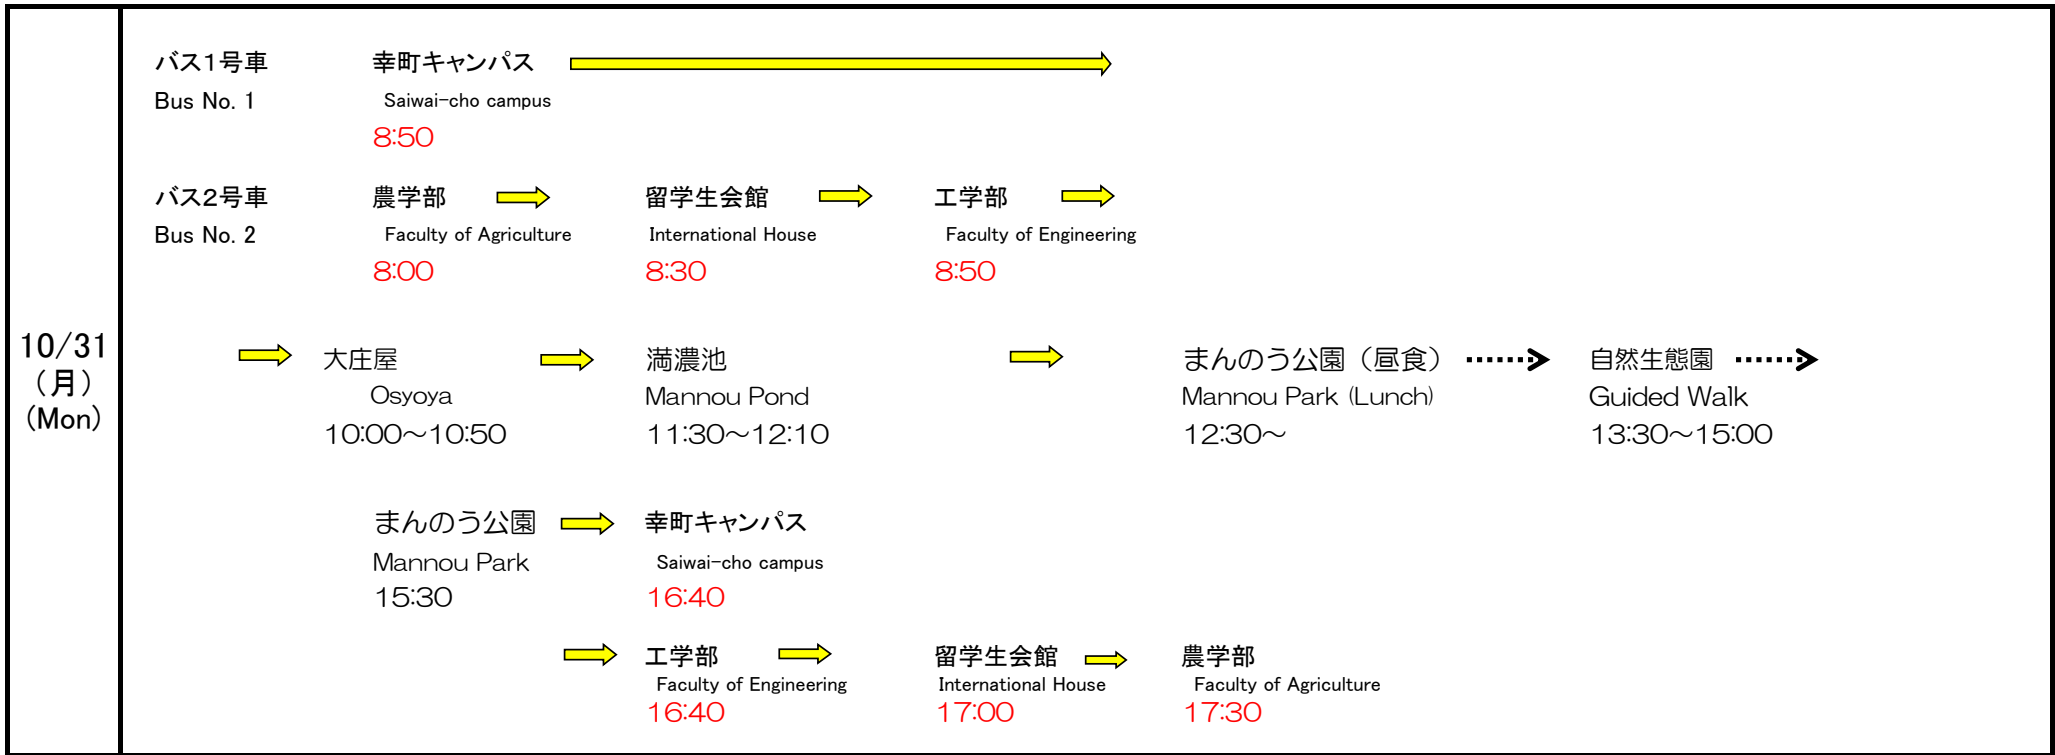 10/31
（月）
(Mon)
バス１号車 幸町キャンパス
Bus No. 1 Saiwai-cho campus
8:50
バス２号車 農学部 留学生会館 工学部
Bus No. 2 Faculty of Agriculture International House Faculty of Engineering
8:00 8:30 8:50
大庄屋 満濃池 まんのう公園（昼食） 自然生態園
Osyoya Mannou Pond Mannou Park (Lunch) Guided Walk
10:00～10:50 11:30～12:10 12:30～ 13:30～15:00
まんのう公園 幸町キャンパス
Mannou Park Saiwai-cho campus
15:30 16:40
工学部 留学生会館 農学部
Faculty of Engineering International House Faculty of Agriculture
16:40 17:00 17:30